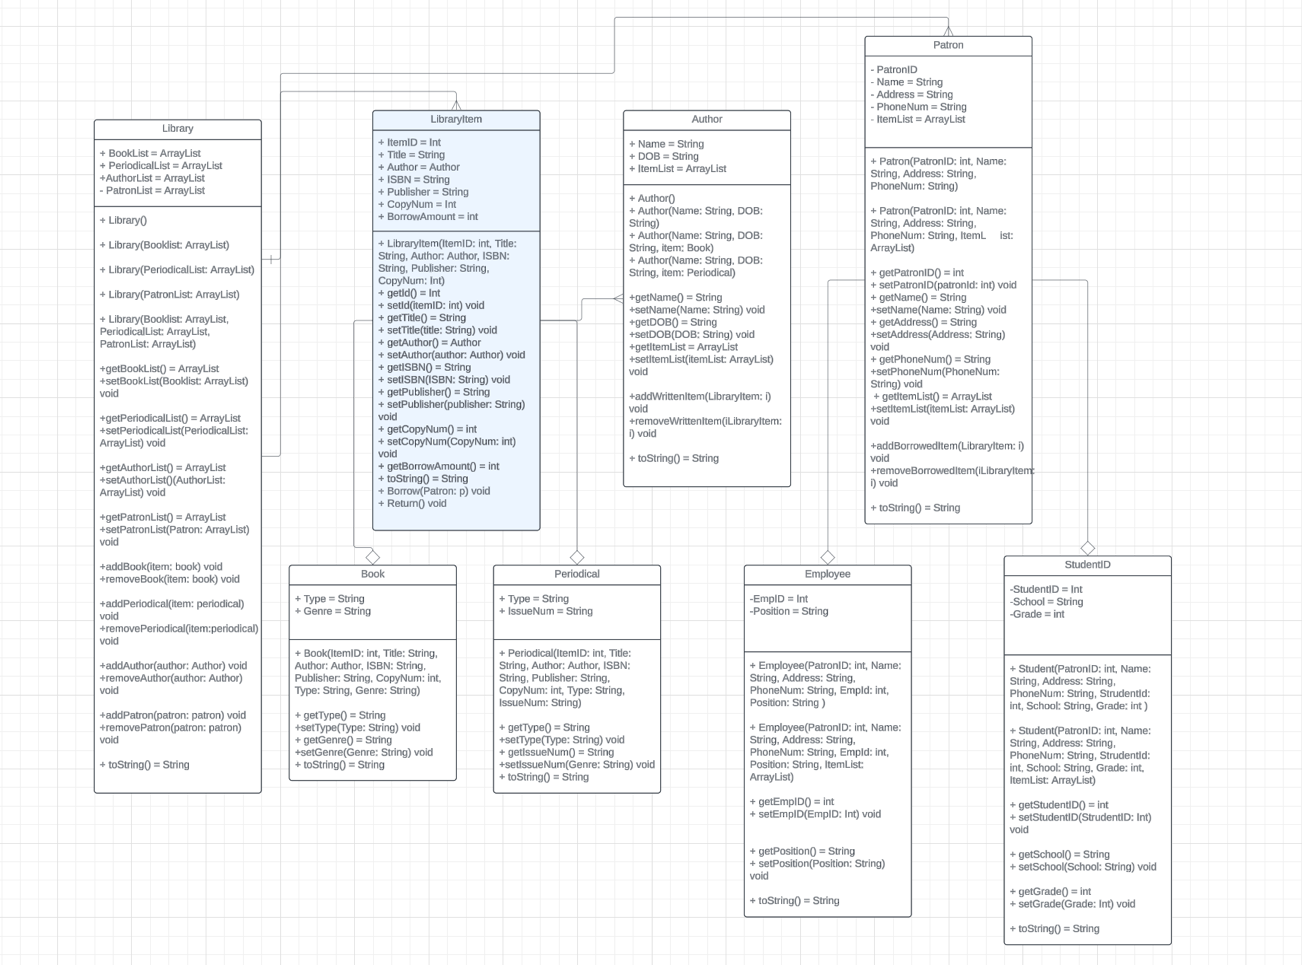 Library
+ BookList = ArrayList
+ PeriodicalList = ArrayList
+AuthorList = ArrayList
- PatronList = ArrayList
+ Library()
+ Library(Booklist: ArrayList)
+ Library(PeriodicalList: ArrayList)
+ Library(PatronList: ArrayList)
+ Library(Booklist: ArrayList,
PeriodicalList: ArrayList,
PatronList: ArrayList)
+getBookList() = ArrayList
+setBookList(Booklist: ArrayList)
void
+getPeriodicalList() = ArrayList
+setPeriodicalList(PeriodicalList:
ArrayList) void
+getAuthorList() = ArrayList
+setAuthorList()(AuthorList:
ArrayList) void
+getPatronList() = ArrayList
+setPatronList(Patron: ArrayList)
void
+addBook(item: book) void
+removeBook(item: book) void
+addPeriodical(item: periodical)
void
+removePeriodical(item:periodical)
void
+addAuthor(author: Author) void
+removeAuthor(author: Author)
void
+addPatron(patron: patron) void
+removePatron(patron: patron)
void
+ toString() = String
LibraryItem
+ ItemID = Int
+ Title = String
+ Author = Author
+ ISBN = String
+ Publisher = String
+ CopyNum = Int
+ BorrowAmount = int
+ LibraryItem(ItemID: int, Title:
String, Author: Author, ISBN:
String, Publisher: String,
CopyNum: Int)
+ getId() = Int
+ setId(itemID: int) void
+ getTitle() = String
+ setTitle(title: String) void
+ getAuthor() = Author
+ setAuthor(author: Author) void
+ getISBN() = String
+ setISBN(ISBN: String) void
+ getPublisher() = String
+ setPublisher(publisher: String)
void
+ getCopyNum() = int
+ setCopyNum(CopyNum: int)
void
+ getBorrowAmount() = int
+ toString() = String
+ Borrow(Patron: p) void
+ Return() void
Author
+ Name = String
+ DOB = String
+ ItemList = ArrayList
+ Author()
+ Author(Name: String, DOB:
String)
+ Author(Name: String, DOB:
String, item: Book)
+ Author(Name: String, DOB:
String, item: Periodical)
+getName() = String
+setName(Name: String) void
+getDOB() = String
+setDOB(DOB: String) void
+getItemList = ArrayList
+setItemList(itemList: ArrayList)
void
+addWrittenItem(LibraryItem: i)
void
+removeWrittenItem(iLibraryItem:
i) void
+ toString() = String
Patron
- PatronID
- Name = String
- Address = String
- PhoneNum = String
- ItemList = ArrayList
+ Patron(PatronID: int, Name:
String, Address: String,
PhoneNum: String)
+ Patron(PatronID: int, Name:
String, Address: String,
PhoneNum: String, ItemL ist:
ArrayList)
+ getPatronID() = int
+ setPatronID(patronId: int) void
+ getName() = String
+setName(Name: String) void
+ getAddress() = String
+setAddress(Address: String)
void
+ getPhoneNum() = String
+setPhoneNum(PhoneNum:
String) void
+ getItemList() = ArrayList
+setItemList(itemList: ArrayList)
void
+addBorrowedItem(LibraryItem: i)
void
+removeBorrowedItem(iLibraryItem:
i) void
+ toString() = String
Book
+ Type = String
+ Genre = String
+ Book(ItemID: int, Title: String,
Author: Author, ISBN: String,
Publisher: String, CopyNum: int,
Type: String, Genre: String)
+ getType() = String
+setType(Type: String) void
+ getGenre() = String
+setGenre(Genre: String) void
+ toString() = String
Periodical
+ Type = String
+ IssueNum = String
+ Periodical(ItemID: int, Title:
String, Author: Author, ISBN:
String, Publisher: String,
CopyNum: int, Type: String,
IssueNum: String)
+ getType() = String
+setType(Type: String) void
+ getIssueNum() = String
+setIssueNum(Genre: String) void
+ toString() = String
Employee
-EmpID = Int
-Position = String
+ Employee(PatronID: int, Name:
String, Address: String,
PhoneNum: String, EmpId: int,
Position: String )
+ Employee(PatronID: int, Name:
String, Address: String,
PhoneNum: String, EmpId: int,
Position: String, ItemList:
ArrayList)
+ getEmpID() = int
+ setEmpID(EmpID: Int) void
+ getPosition() = String
+ setPosition(Position: String)
void
+ toString() = String
StudentID
-StudentID = Int
-School = String
-Grade = int
+ Student(PatronID: int, Name:
String, Address: String,
PhoneNum: String, StrudentId:
int, School: String, Grade: int )
+ Student(PatronID: int, Name:
String, Address: String,
PhoneNum: String, StrudentId:
int, School: String, Grade: int,
ItemList: ArrayList)
+ getStudentID() = int
+ setStudentID(StrudentID: Int)
void
+ getSchool() = String
+ setSchool(School: String) void
+ getGrade() = int
+ setGrade(Grade: Int) void
+ toString() = String